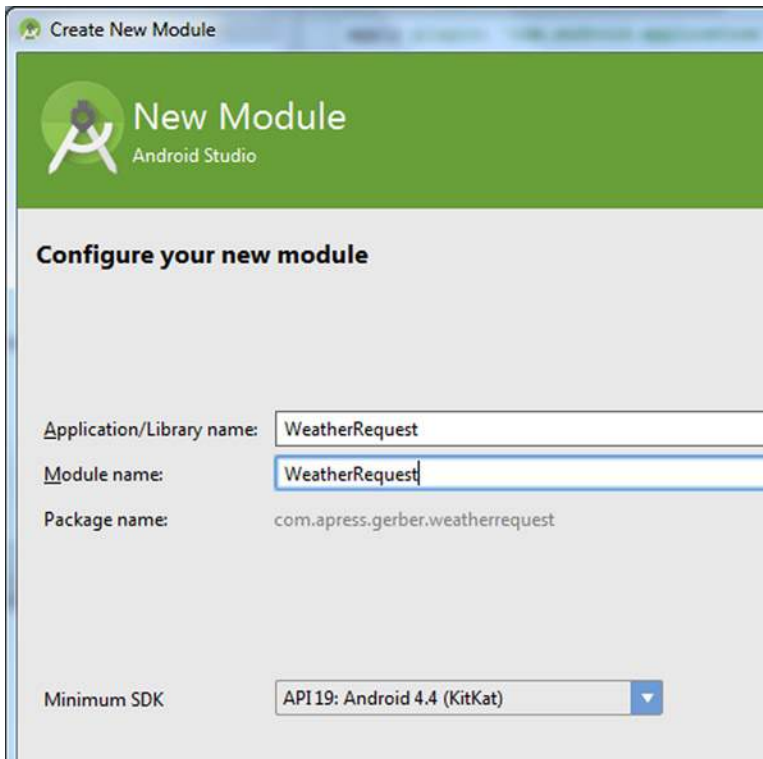 Create New Module
New Module
Android Studio
Configure your new module
Application/Library name: WeatherRequest
Module name: WeatherRequest
Package name: com.apress.gerber.weatherrequest
Minimum SDK API 19: Android 4.4 (KitKat)